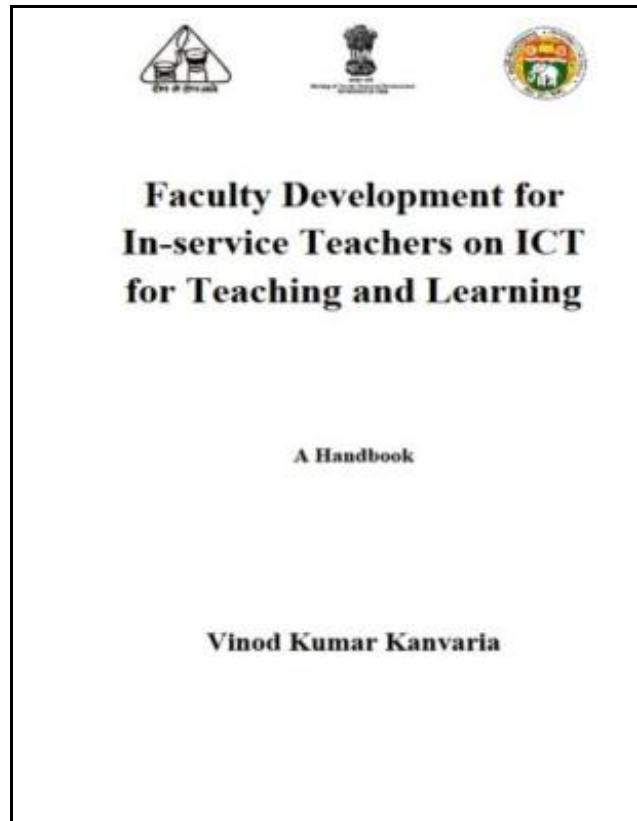 Faculty Development for
In-service Teachers on ICT
for Teaching and Learning
A Handbook
Vinod Kumar Kanvaria